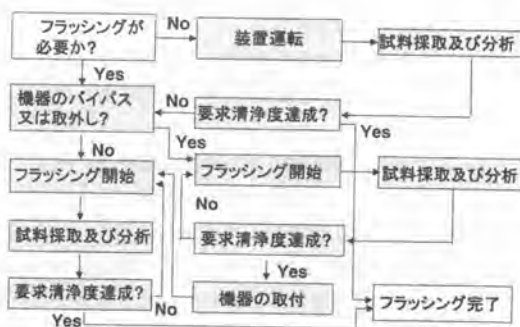 フラッシングが
必要か?
No
装置運転
試料採取及び分析
Yes
機器のバイパス
又は取外し?
No
要求清浄度達成?
Yes
Yes
No
フラッシング開始
フラッシング開始
試料採取及び分析
No
試料採取及び分析
要求清浄度達成?
Yes
要求清浄度達成?
No
機器の取付
フラッシング完了
Yes